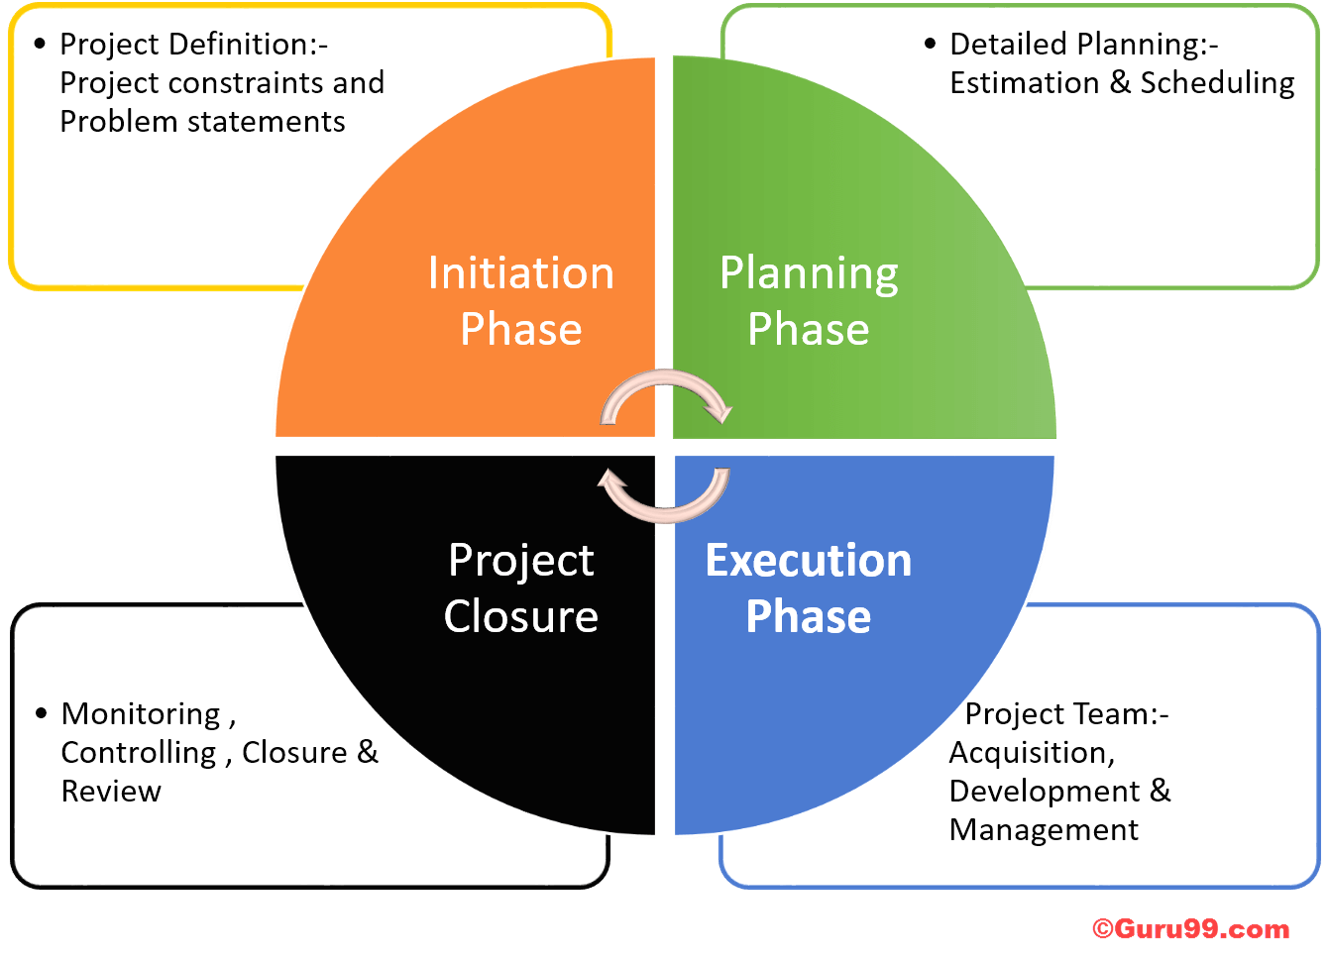 • Project Definition:-
Project constraints and
Problem statements
• Detailed Planning:-
Estimation & Scheduling
Initiation
Phase
Planning
Phase
Project
Closure
Execution
Phase
• Monitoring ,
Controlling , Closure &
Review
Project Team:-
Acquisition,
Development &
Management
©Guru99.com